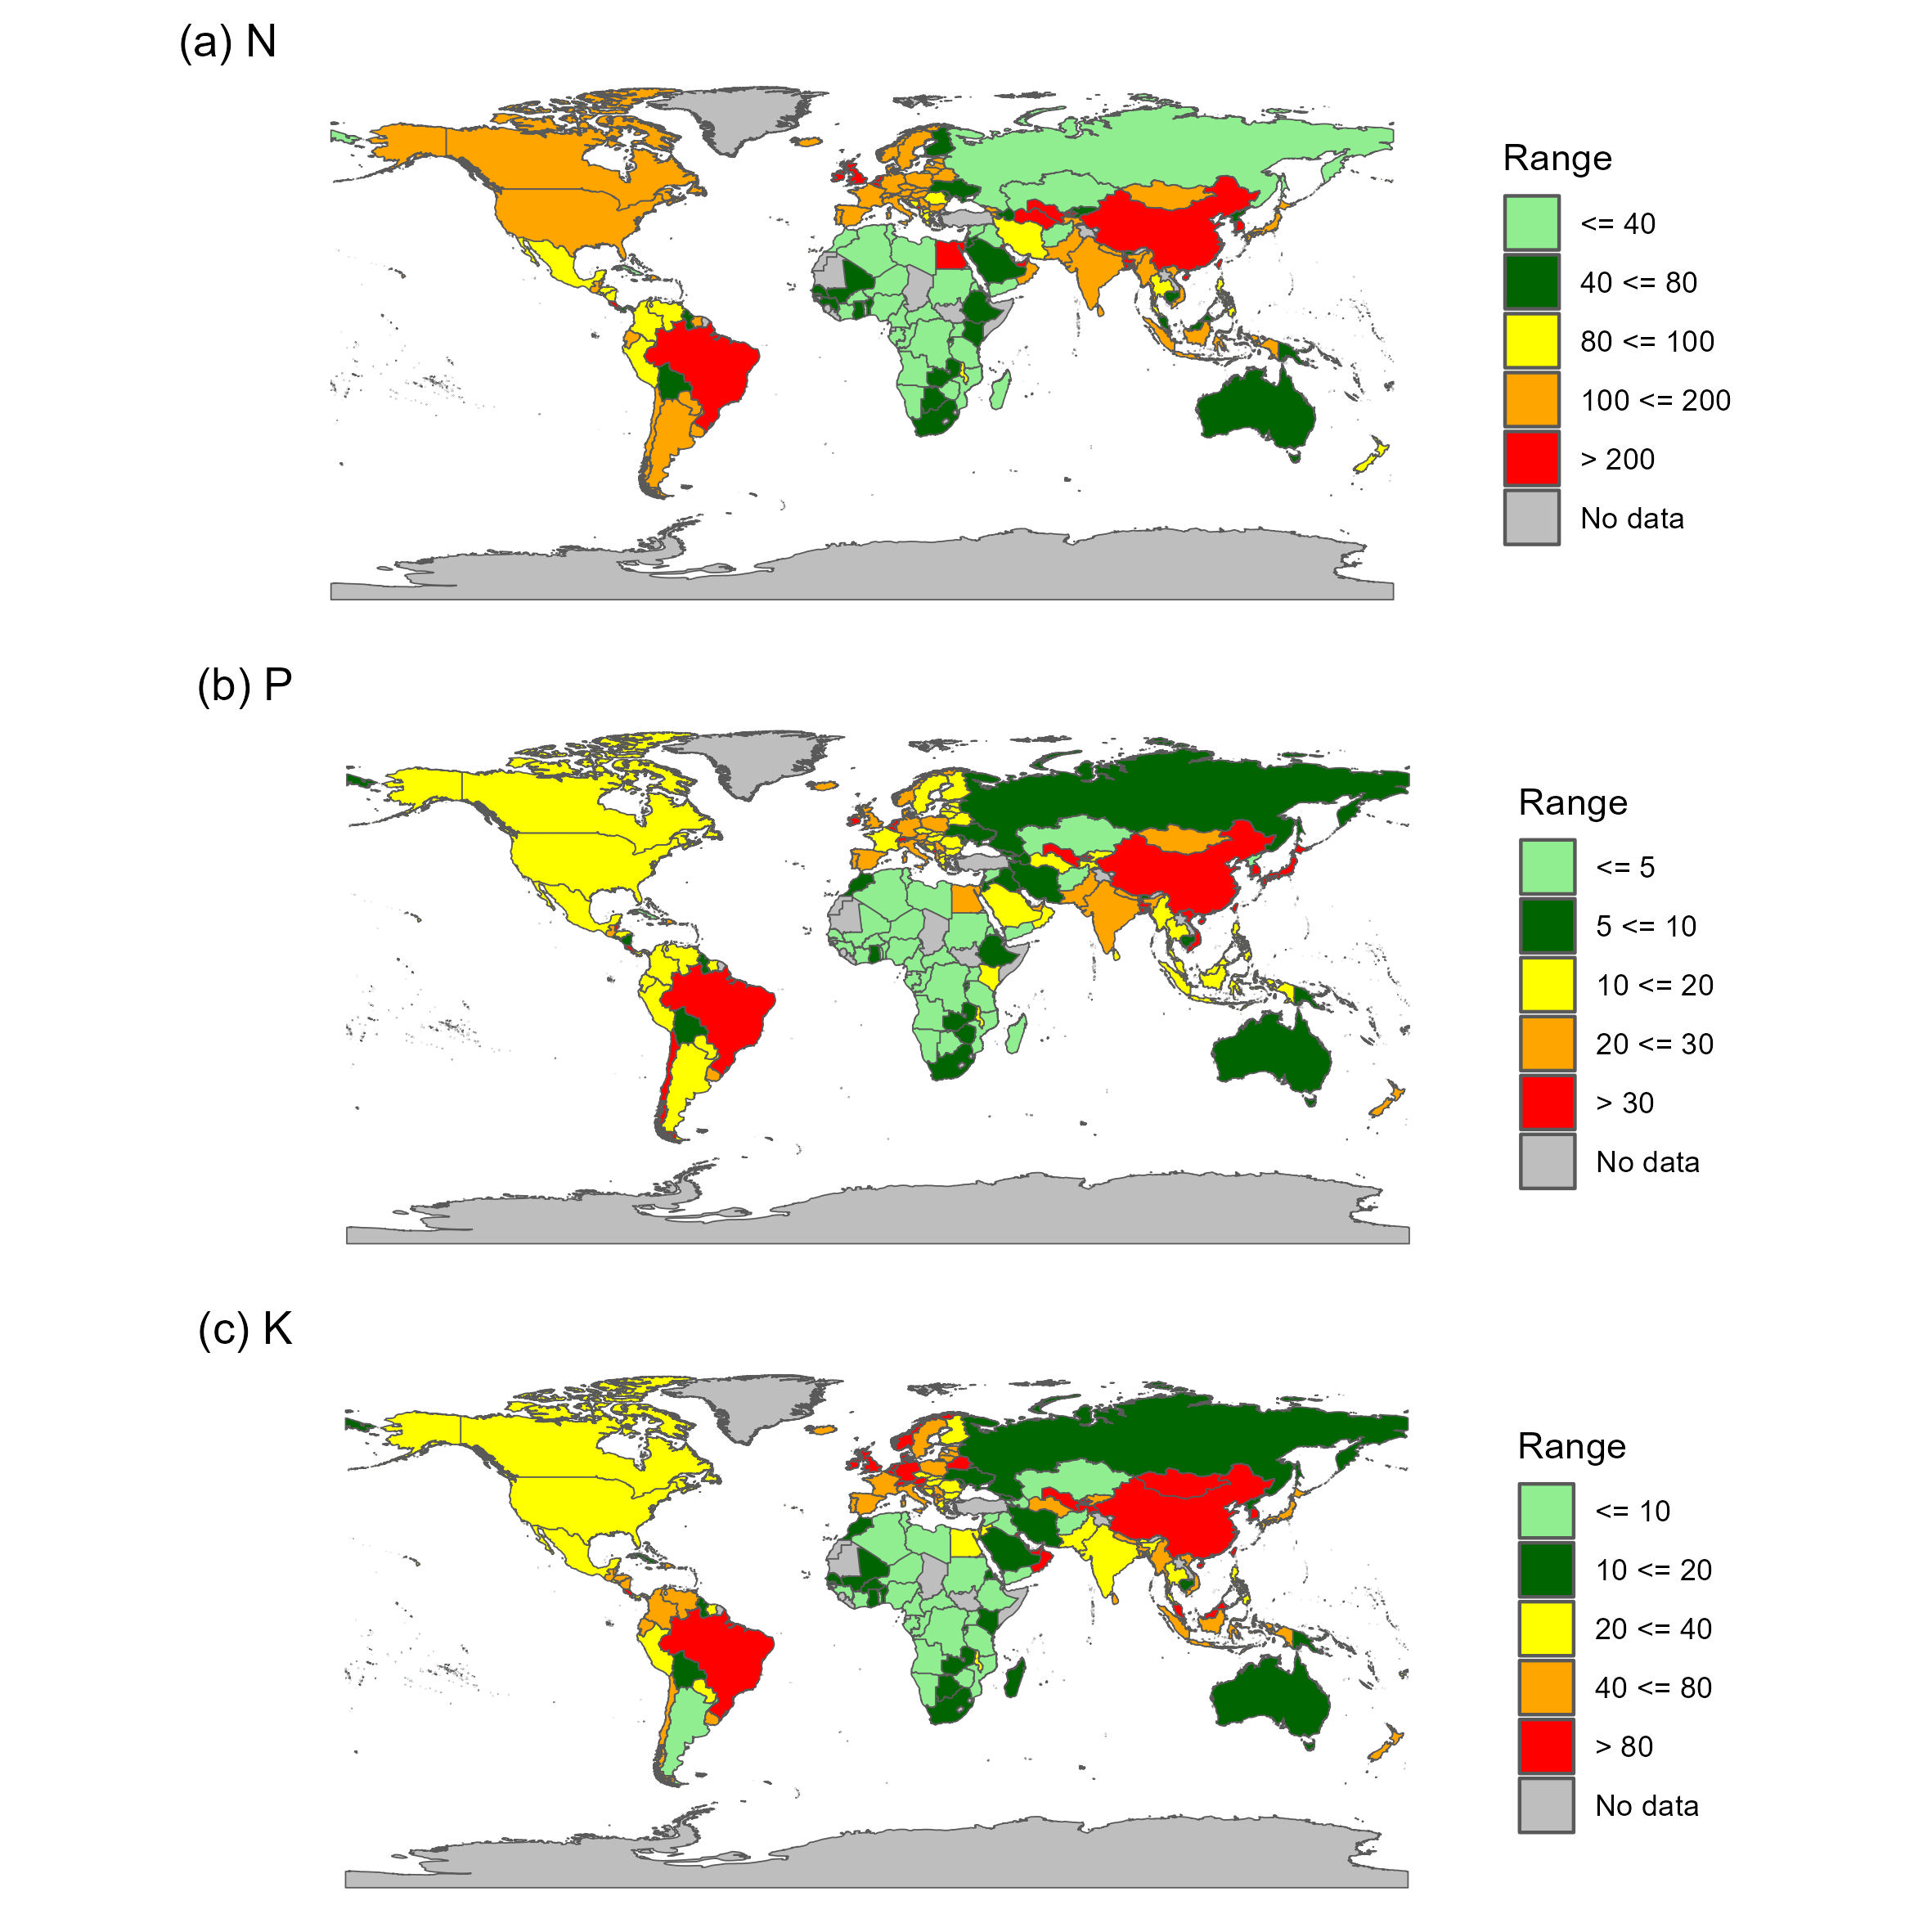 (a) N
Range
<= 40
40 <= 80
80 <= 100
100 <= 200
> 200
No data
(b) P
Range
<= 5
5 <= 10
10 <= 20
20 <= 30
> 30
No data
(c) K
Range
<= 10
10 <= 20
20 <= 40
40 <= 80
> 80
No data